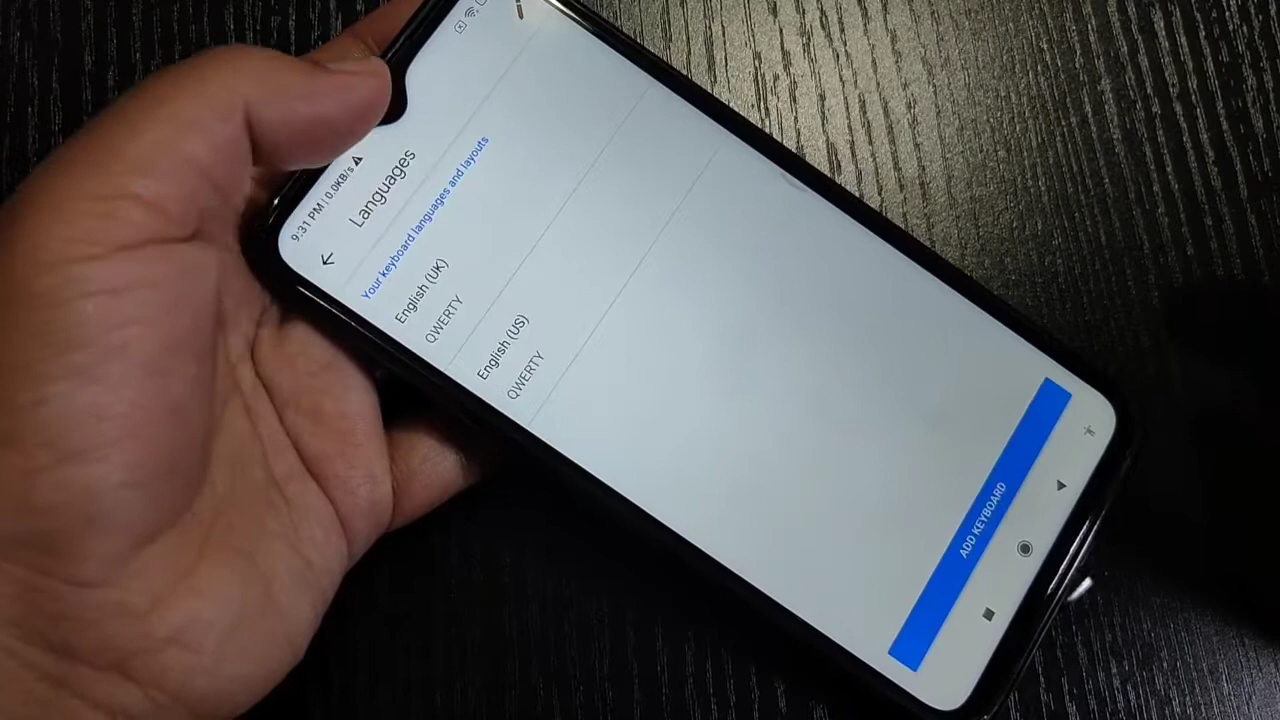 9:31 PM | 0.0KB/s
Languages
Your keyboard languages and layouts
English (UK)
QWERTY
English (US)
QWERTY
ADD KEYBOARD